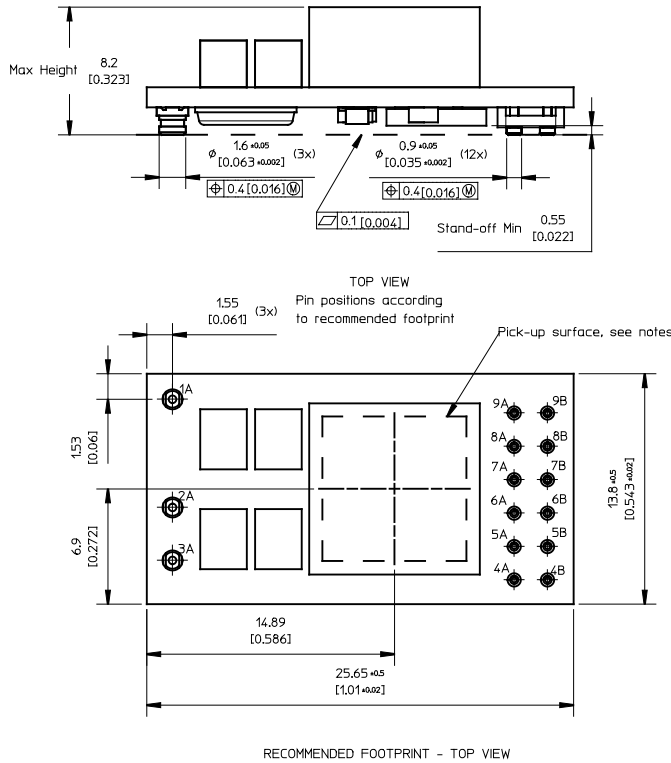 Max Height 8.2
[0.323]
⌀ 1.6 ±0.05 (3x)
[0.063 ±0.002]
⌖ 0.4 [0.016] Ⓜ
⌀ 0.9 ±0.05 (12x)
[0.035 ±0.002]
⌖ 0.4 [0.016] Ⓜ
⏥ 0.1 [0.004]
Stand-off Min 0.55
[0.022]
TOP VIEW
Pin positions according
to recommended footprint
1.55 (3x)
[0.061]
Pick-up surface, see notes
1A
9A 9B
8A 8B
7A 7B
2A
6A 6B
5A 5B
3A
4A 4B
1.53
[0.06]
6.9
[0.272]
13.8 ±0.5
[0.543 ±0.02]
14.89
[0.586]
25.65 ±0.5
[1.01 ±0.02]
RECOMMENDED FOOTPRINT - TOP VIEW